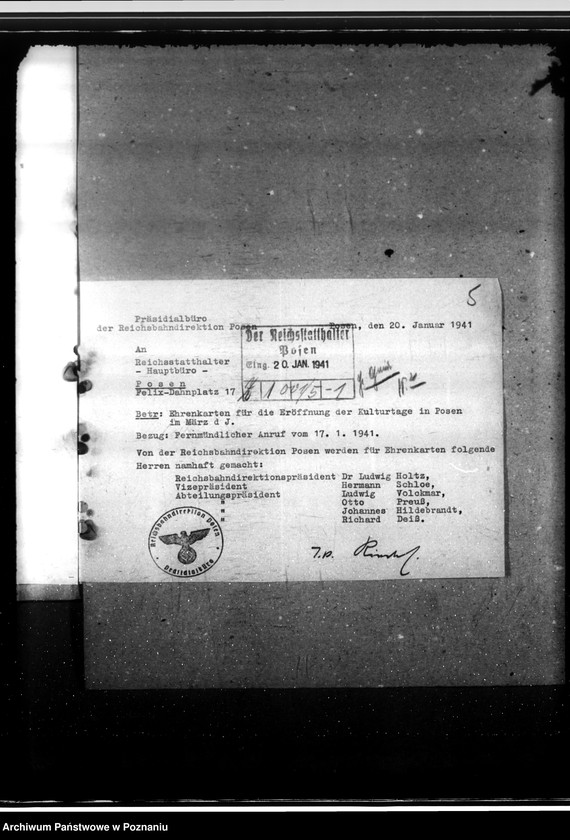 5
Präsidialbüro
der Reichsbahndirektion Posen
Posen, den 20. Januar 1941
Der Reichsstatthalter
Posen
Eing. 20. JAN. 1941
An
Reichsstatthalter
- Hauptbüro -
Posen
Felix-Dahnplatz 17
Betr: Ehrenkarten für die Eröffnung der Kulturtage in Posen
im März d J.
Bezug: Fernmündlicher Anruf vom 17. 1. 1941.
Von der Reichsbahndirektion Posen werden für Ehrenkarten folgende
Herren namhaft gemacht:
Reichsbahndirektionspräsident Dr Ludwig Holtz,
Vizepräsident Hermann Schloe,
Abteilungspräsident Ludwig Volckmar,
" Otto Preuß,
" Johannes Hildebrandt,
" Richard Deiß.
Reichsbahndirektion Posen
Präsidialbüro
Archiwum Państwowe w Poznaniu